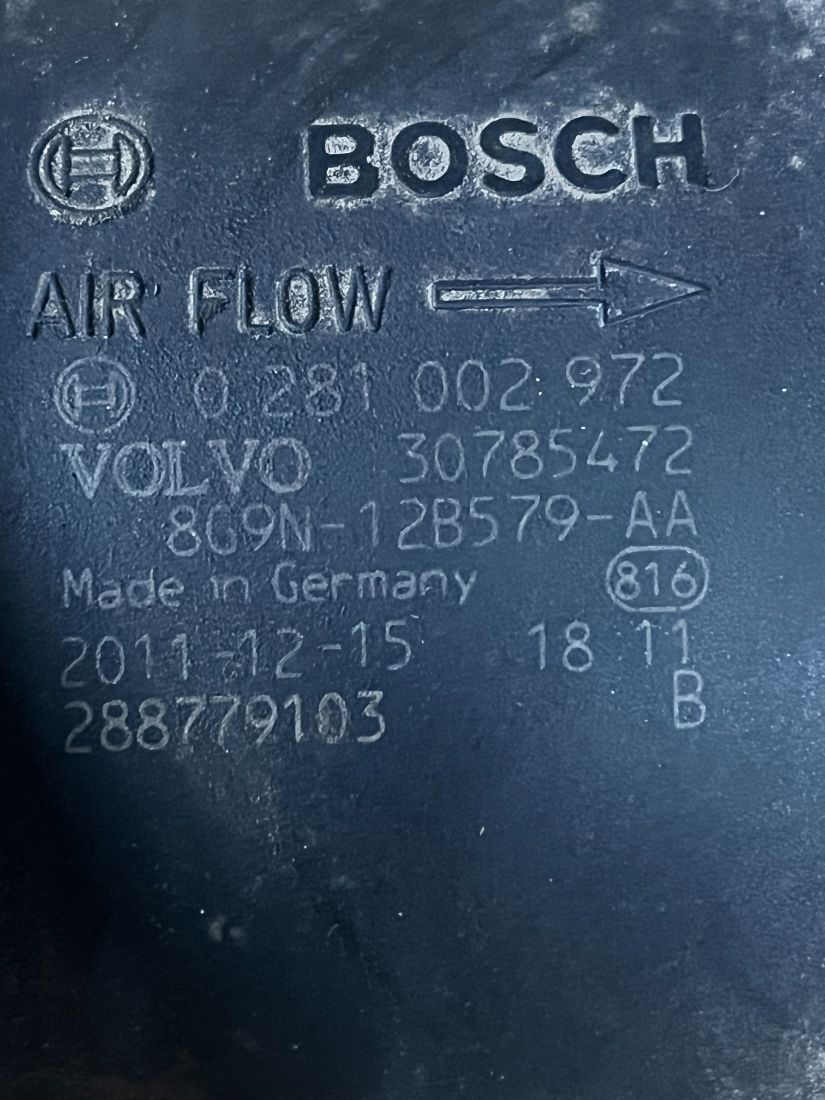 BOSCH
AIR FLOW
0 281 002 972
VOLVO 30785472
8G9N-12B579-AA
Made in Germany 816
2011-12-15 18 11
288779103 B